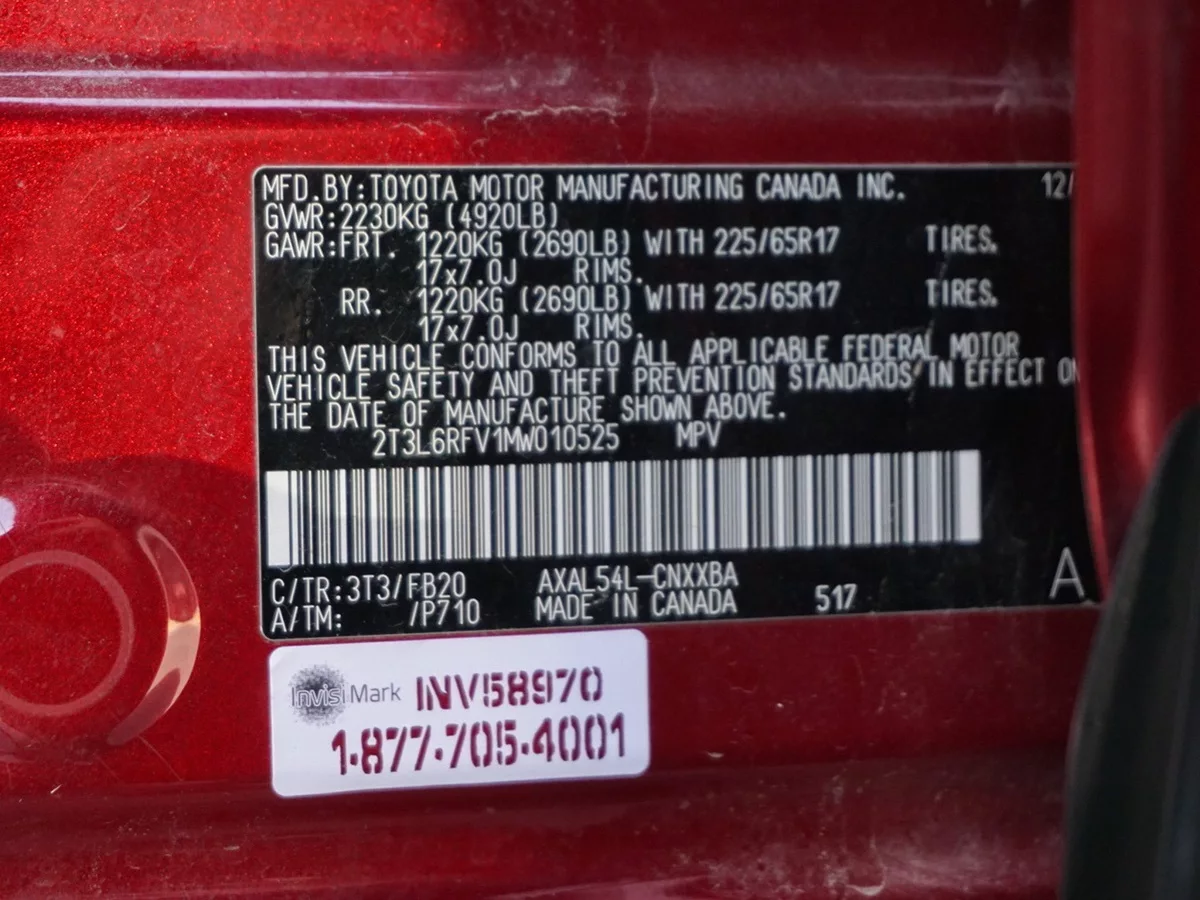 MFD.BY:TOYOTA MOTOR MANUFACTURING CANADA INC. 12/
GVWR:2230KG (4920LB)
GAWR:FRT. 1220KG (2690LB) WITH 225/65R17 TIRES.
17x7.0J RIMS.
RR. 1220KG (2690LB) WITH 225/65R17 TIRES.
17x7.0J RIMS.
THIS VEHICLE CONFORMS TO ALL APPLICABLE FEDERAL MOTOR
VEHICLE SAFETY AND THEFT PREVENTION STANDARDS IN EFFECT
THE DATE OF MANUFACTURE SHOWN ABOVE.
2T3L6RFV1MW010525 MPV
C/TR:3T3/FB20 AXAL54L-CNXXBA
A/TM: /P710 MADE IN CANADA 517 A
InvisiMark INV58970
1-877-705-4001